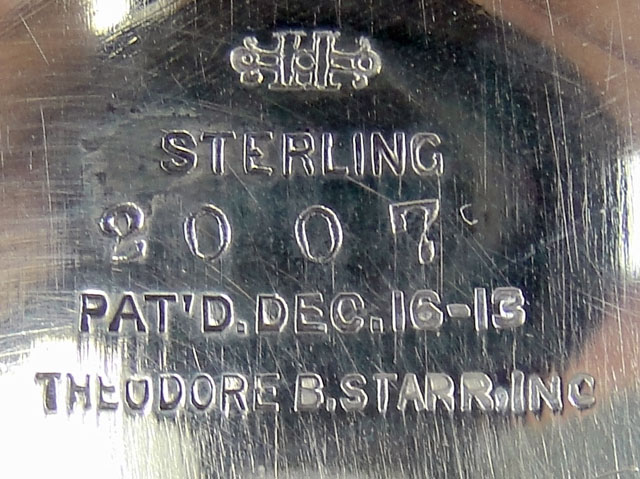 STERLING
2007
PAT'D. DEC. 16-13
THEODORE B. STARR. INC